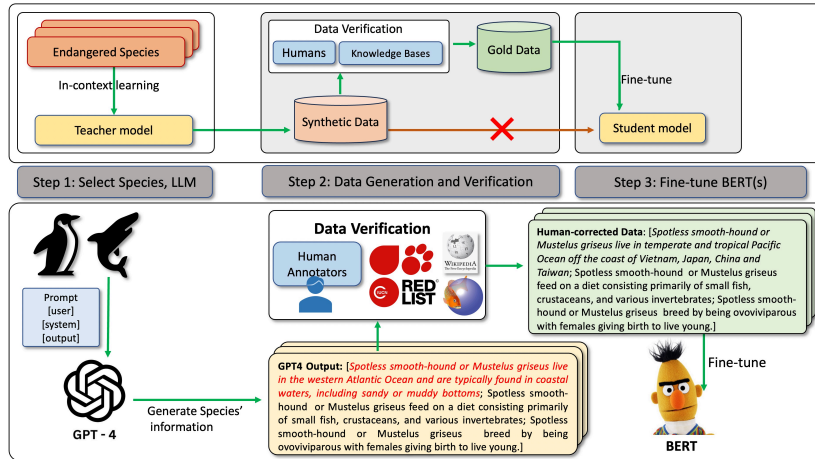 Endangered Species
In-context learning
Teacher model
Data Verification
Humans
Knowledge Bases
Synthetic Data
Gold Data
Fine-tune
Student model
Step 1: Select Species, LLM
Step 2: Data Generation and Verification
Step 3: Fine-tune BERT(s)
Prompt
[user]
[system]
[output]
GPT - 4
Generate Species'
information
Data Verification
Human
Annotators
RED
LIST
WIKIPEDIA
GPT4 Output: [Spotless smooth-hound or Mustelus griseus live
in the western Atlantic Ocean and are typically found in coastal
waters, including sandy or muddy bottoms; Spotless smooth-
hound or Mustelus griseus feed on a diet consisting primarily
of small fish, crustaceans, and various invertebrates; Spotless
smooth-hound or Mustelus griseus breed by being
ovoviviparous with females giving birth to live young.]
Human-corrected Data: [Spotless smooth-hound or
Mustelus griseus live in temperate and tropical Pacific
Ocean off the coast of Vietnam, Japan, China and
Taiwan; Spotless smooth-hound or Mustelus griseus
feed on a diet consisting primarily of small fish,
crustaceans, and various invertebrates; Spotless smooth-
hound or Mustelus griseus breed by being ovoviviparous
with females giving birth to live young.]
Fine-tune
BERT